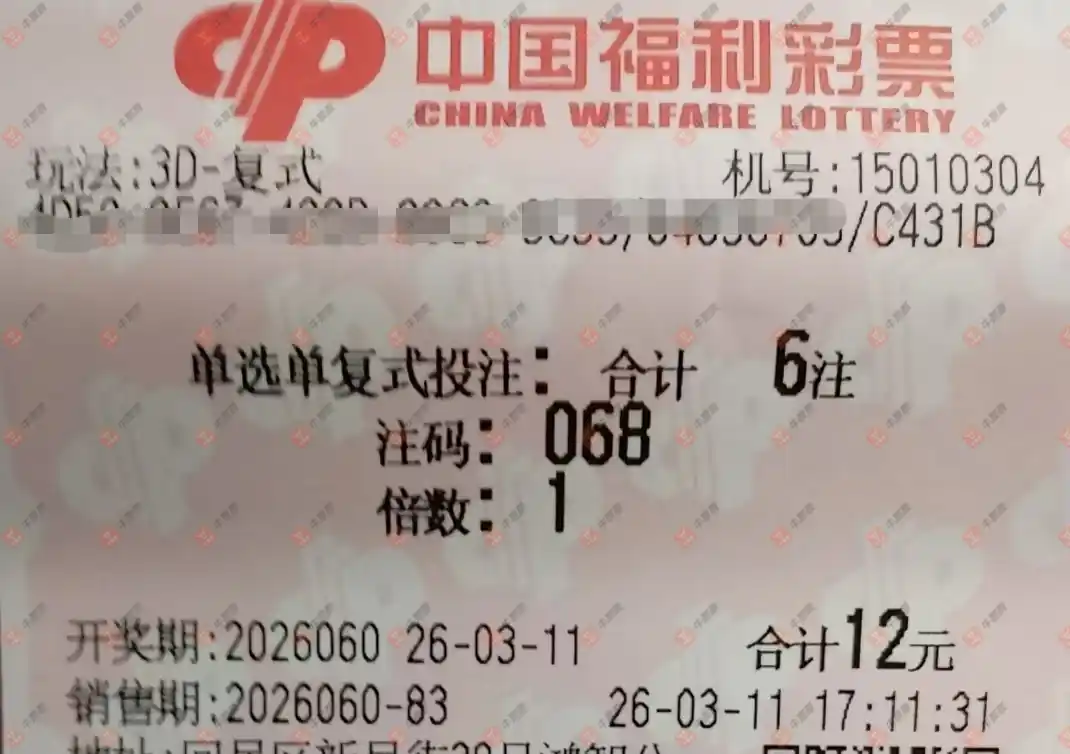 中国福利彩票
CHINA WELFARE LOTTERY
玩法:3D-复式 机号:15010304
/C431B
单选单复式投注: 合计 6注
注码: 068
倍数: 1
开奖期:2026060 26-03-11 合计12元
销售期:2026060-83 26-03-11 17:11:31